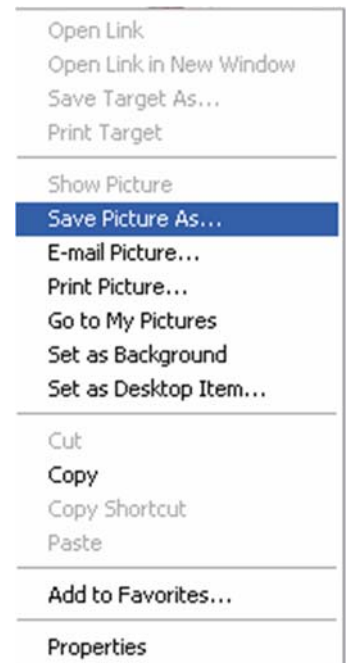 Open Link
Open Link in New Window
Save Target As...
Print Target
Show Picture
Save Picture As...
E-mail Picture...
Print Picture...
Go to My Pictures
Set as Background
Set as Desktop Item...
Cut
Copy
Copy Shortcut
Paste
Add to Favorites...
Properties